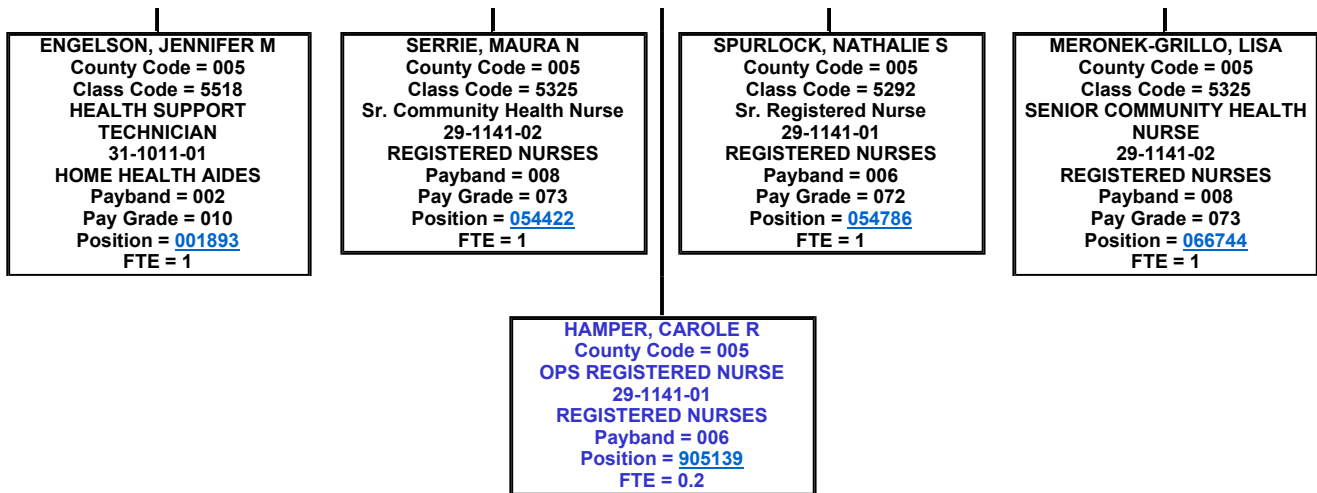 ENGELSON, JENNIFER M
County Code = 005
Class Code = 5518
HEALTH SUPPORT
TECHNICIAN
31-1011-01
HOME HEALTH AIDES
Payband = 002
Pay Grade = 010
Position = 001893
FTE = 1
SERRIE, MAURA N
County Code = 005
Class Code = 5325
Sr. Community Health Nurse
29-1141-02
REGISTERED NURSES
Payband = 008
Pay Grade = 073
Position = 054422
FTE = 1
SPURLOCK, NATHALIE S
County Code = 005
Class Code = 5292
Sr. Registered Nurse
29-1141-01
REGISTERED NURSES
Payband = 006
Pay Grade = 072
Position = 054786
FTE = 1
MERONEK-GRILLO, LISA
County Code = 005
Class Code = 5325
SENIOR COMMUNITY HEALTH
NURSE
29-1141-02
REGISTERED NURSES
Payband = 008
Pay Grade = 073
Position = 066744
FTE = 1
HAMPER, CAROLE R
County Code = 005
OPS REGISTERED NURSE
29-1141-01
REGISTERED NURSES
Payband = 006
Position = 905139
FTE = 0.2